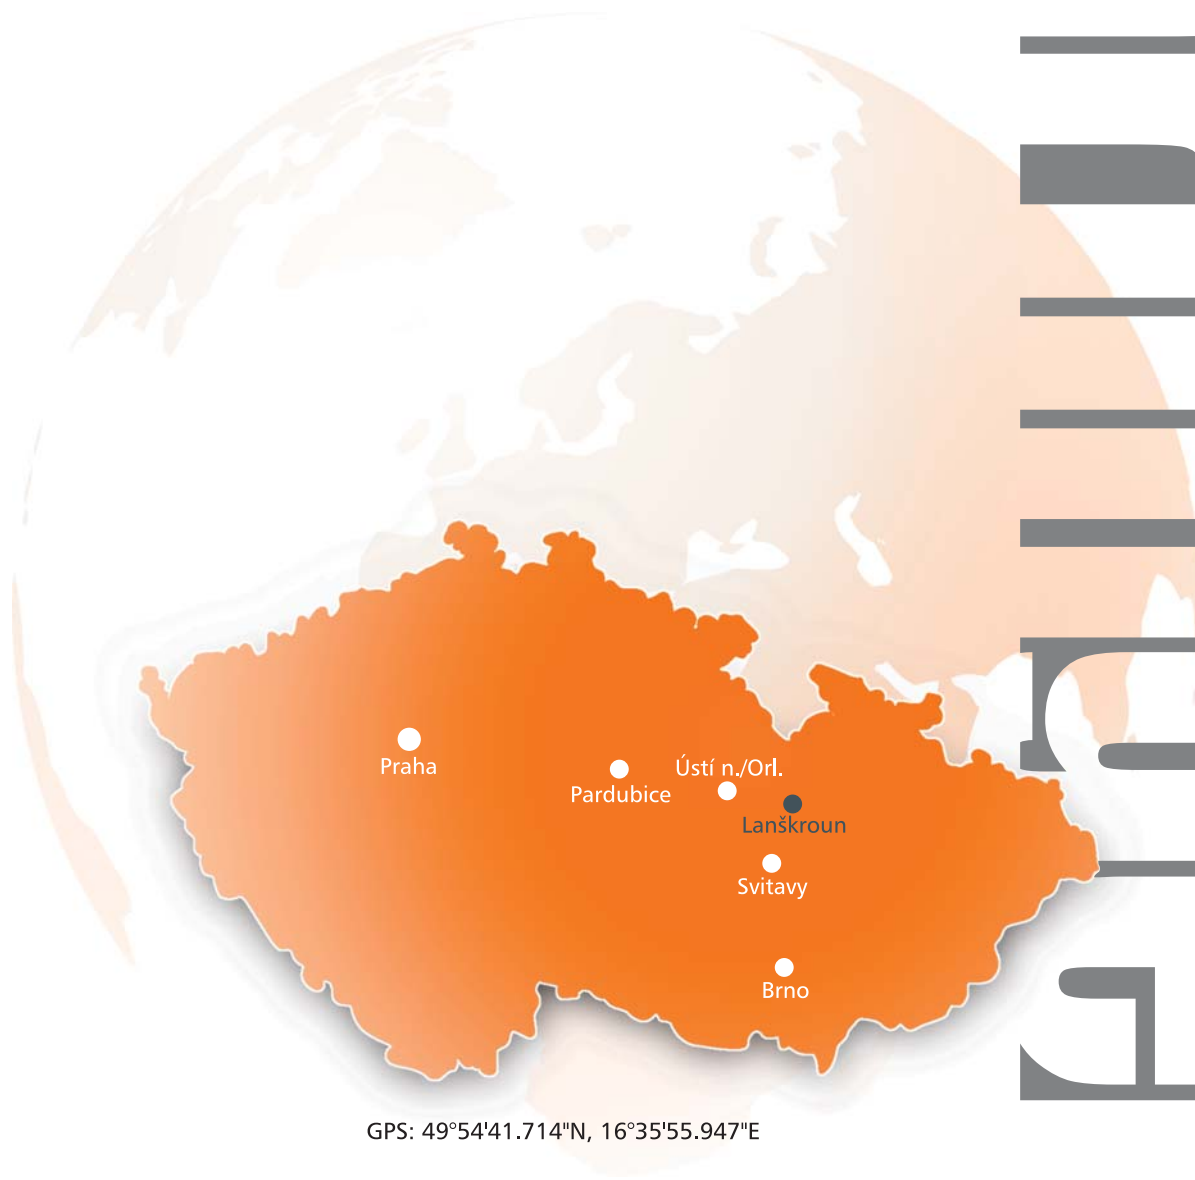 Praha
Pardubice
Ústí n./Orl.
Lanškroun
Svitavy
Brno
GPS: 49°54'41.714"N, 16°35'55.947"E